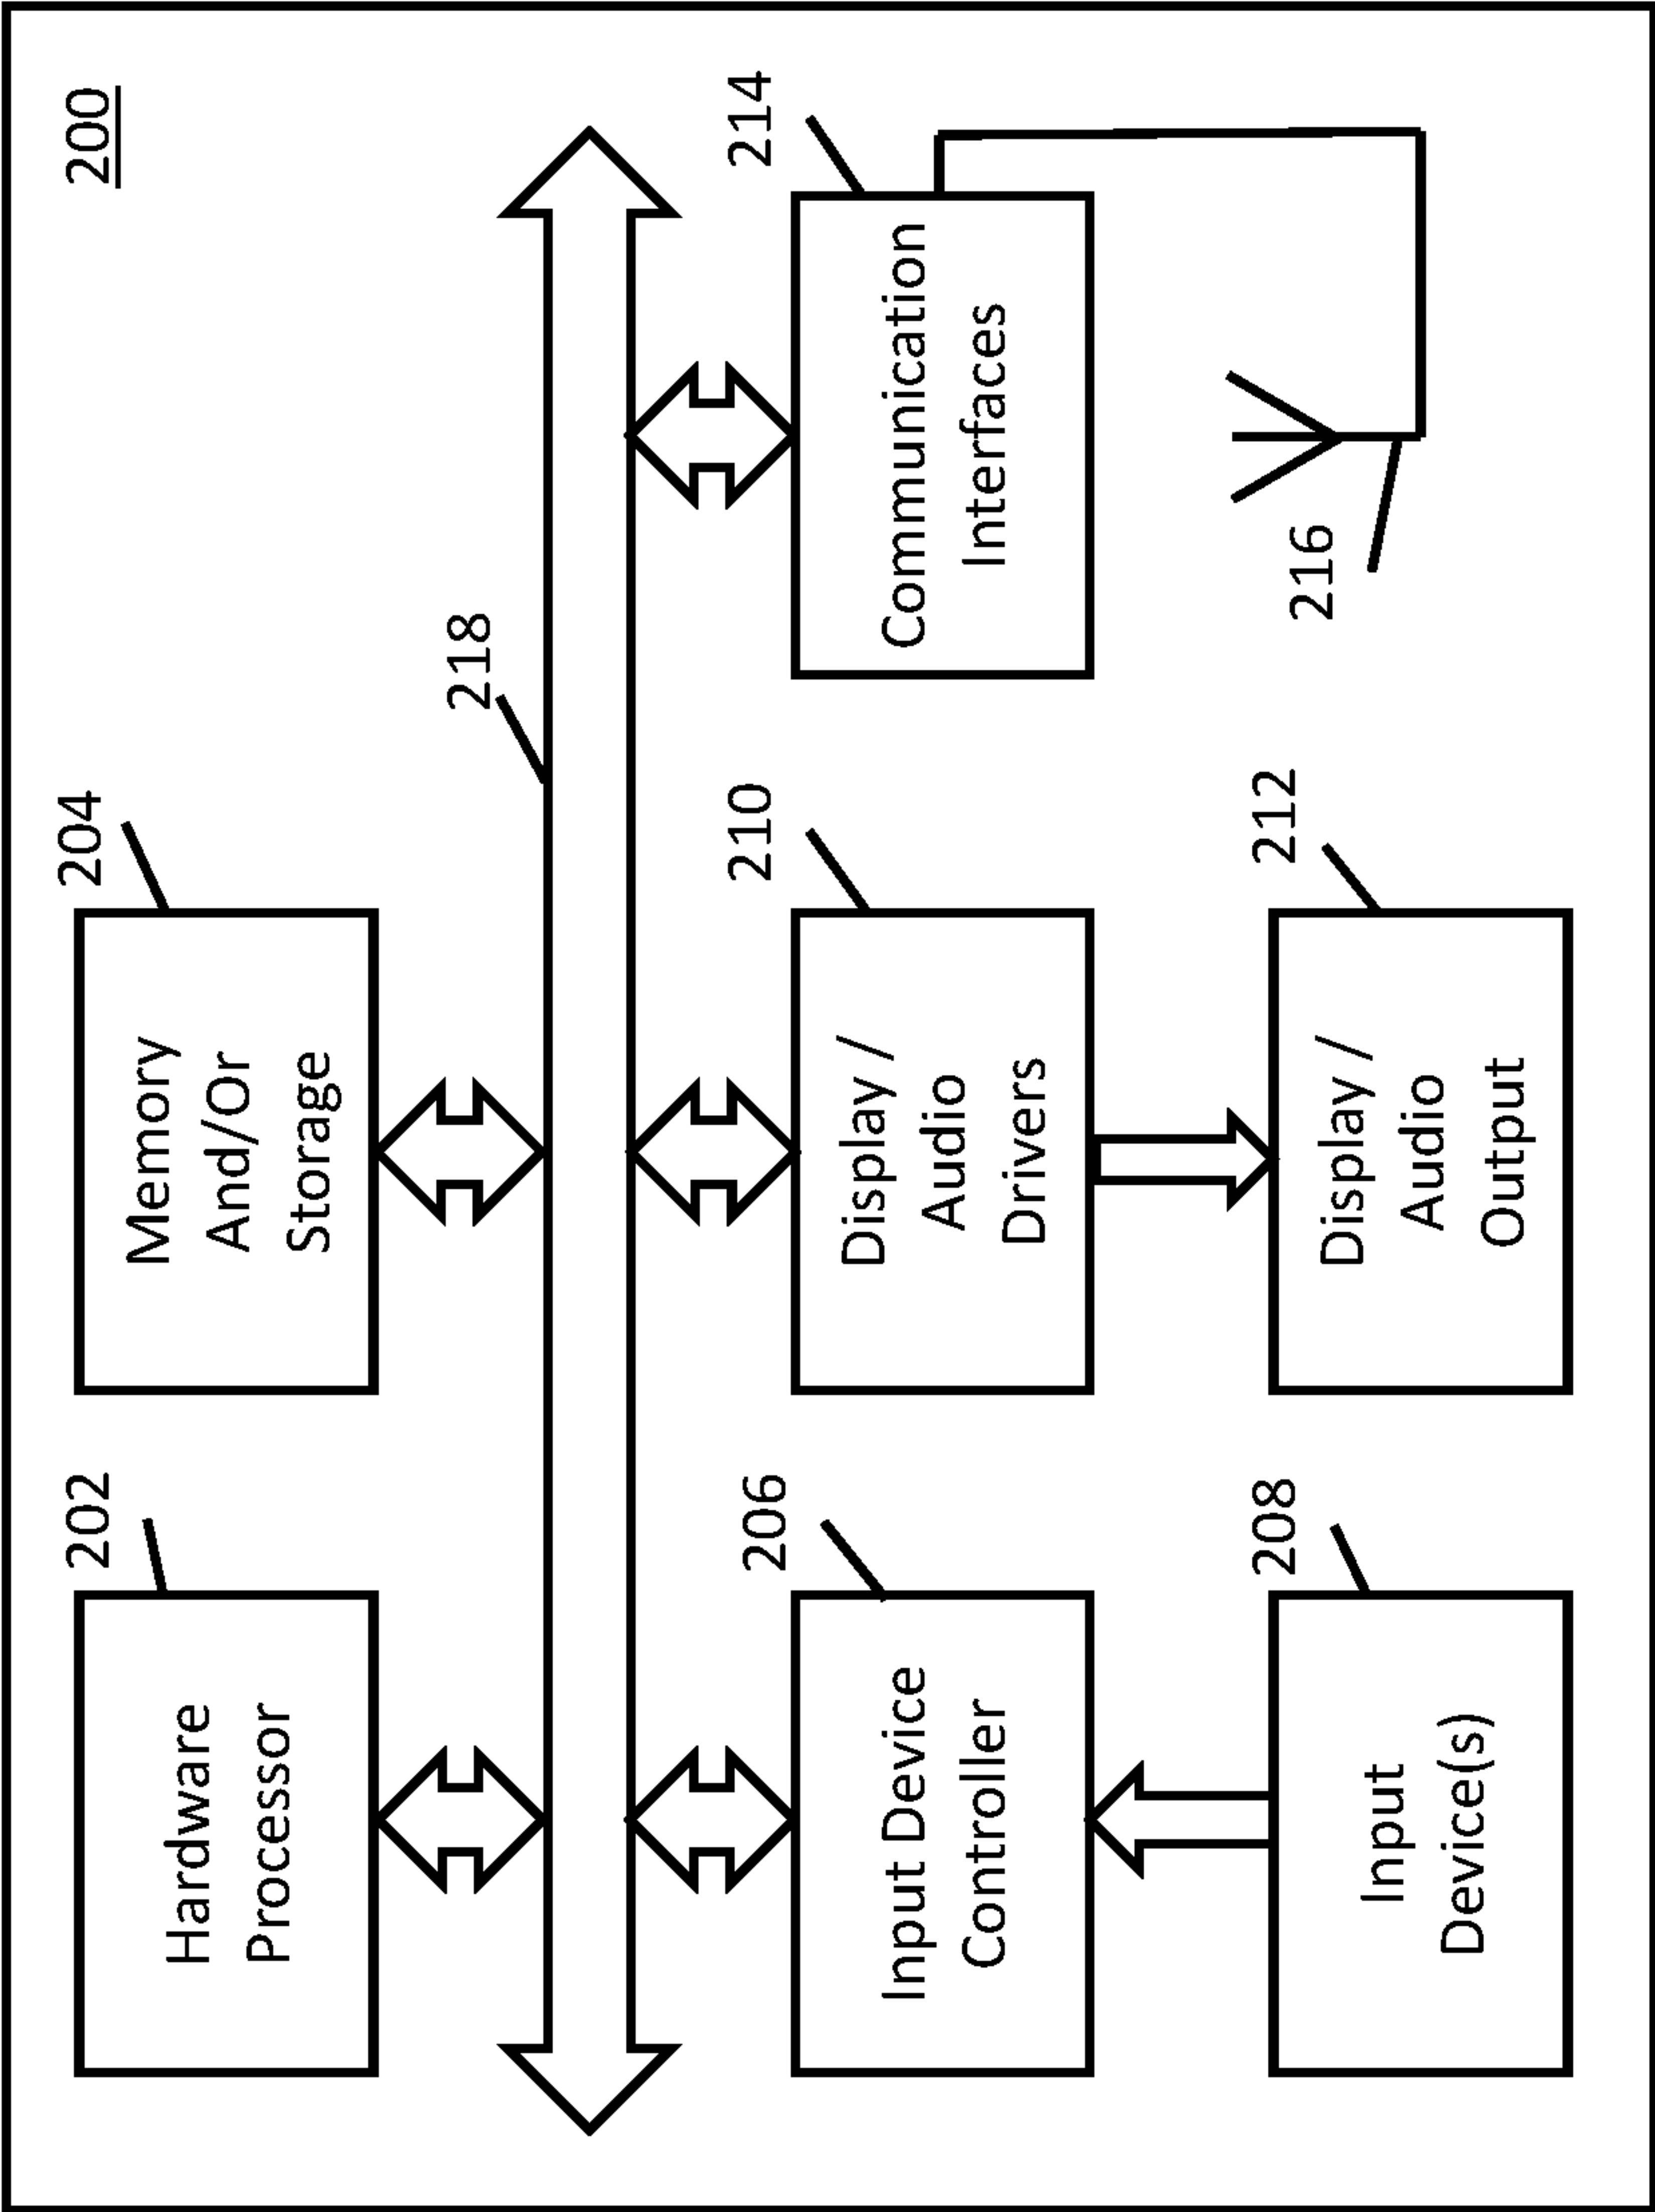 200
202
Hardware
Processor
204
Memory
And/Or
Storage
218
206
Input Device
Controller
210
Display /
Audio
Drivers
214
Communication
Interfaces
208
Input
Device(s)
212
Display /
Audio
Output
216